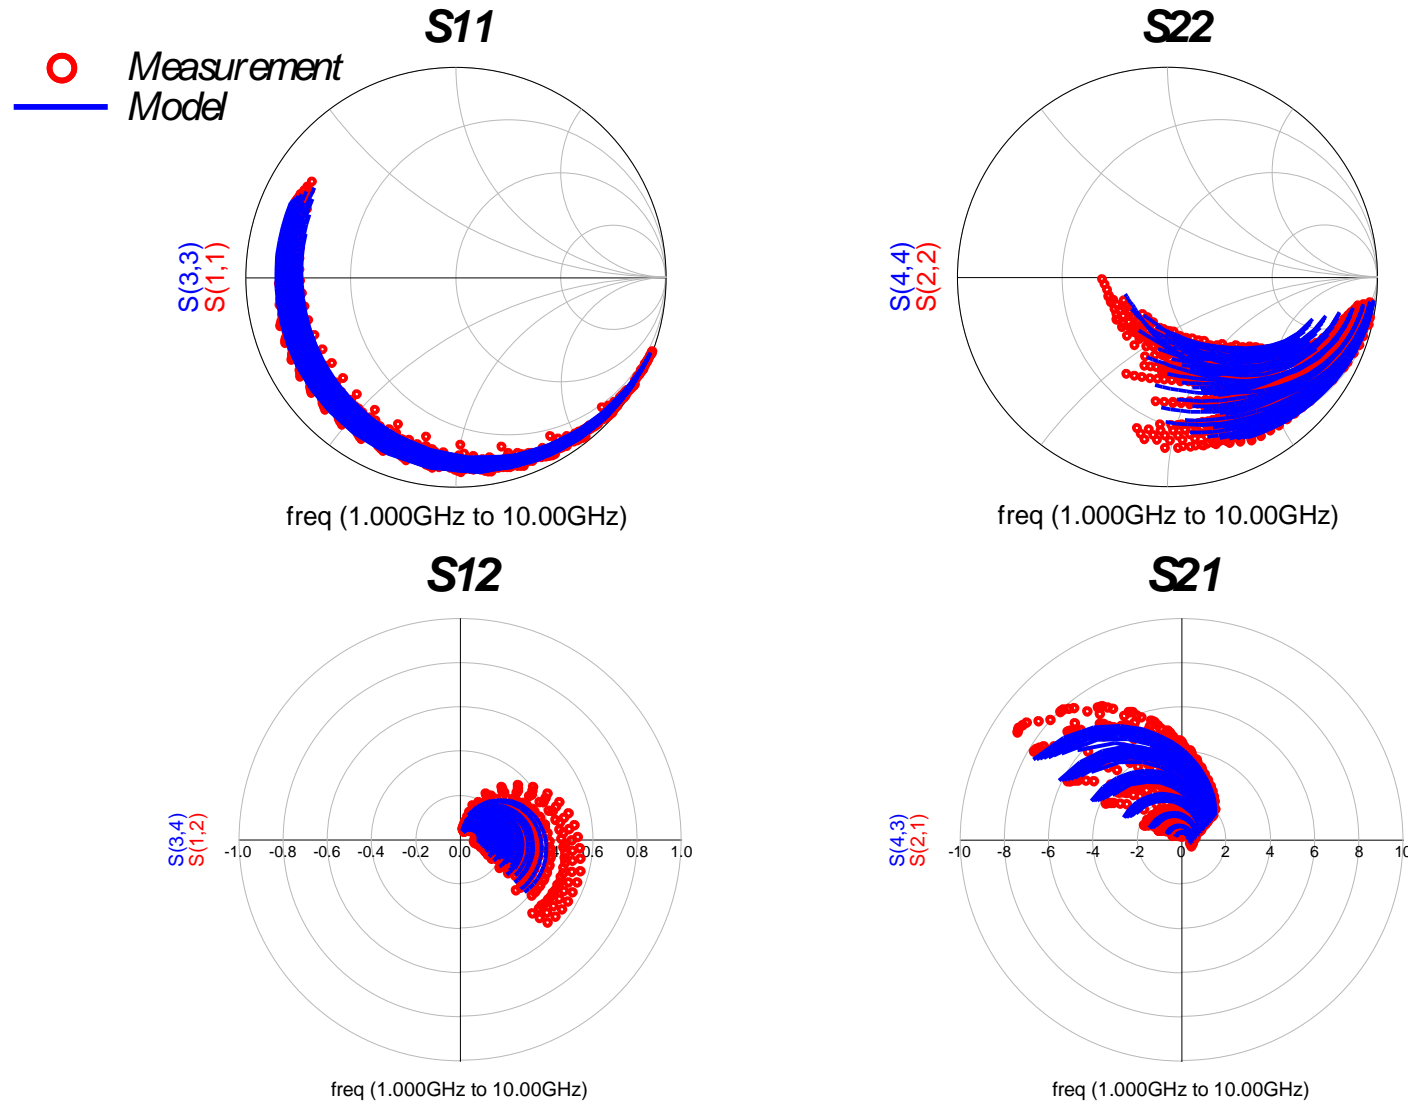 S11
S22
Measurement
Model
S(3,3)
S(1,1)
S(4,4)
S(2,2)
freq (1.000GHz to 10.00GHz)
freq (1.000GHz to 10.00GHz)
S12
S21
S(3,4)
S(1,2)
-1.0 -0.8 -0.6 -0.4 -0.2 0.0 0.6 0.8 1.0
S(4,3)
S(2,1)
-10 -8 -6 -4 -2 0 2 4 6 8 10
freq (1.000GHz to 10.00GHz)
freq (1.000GHz to 10.00GHz)